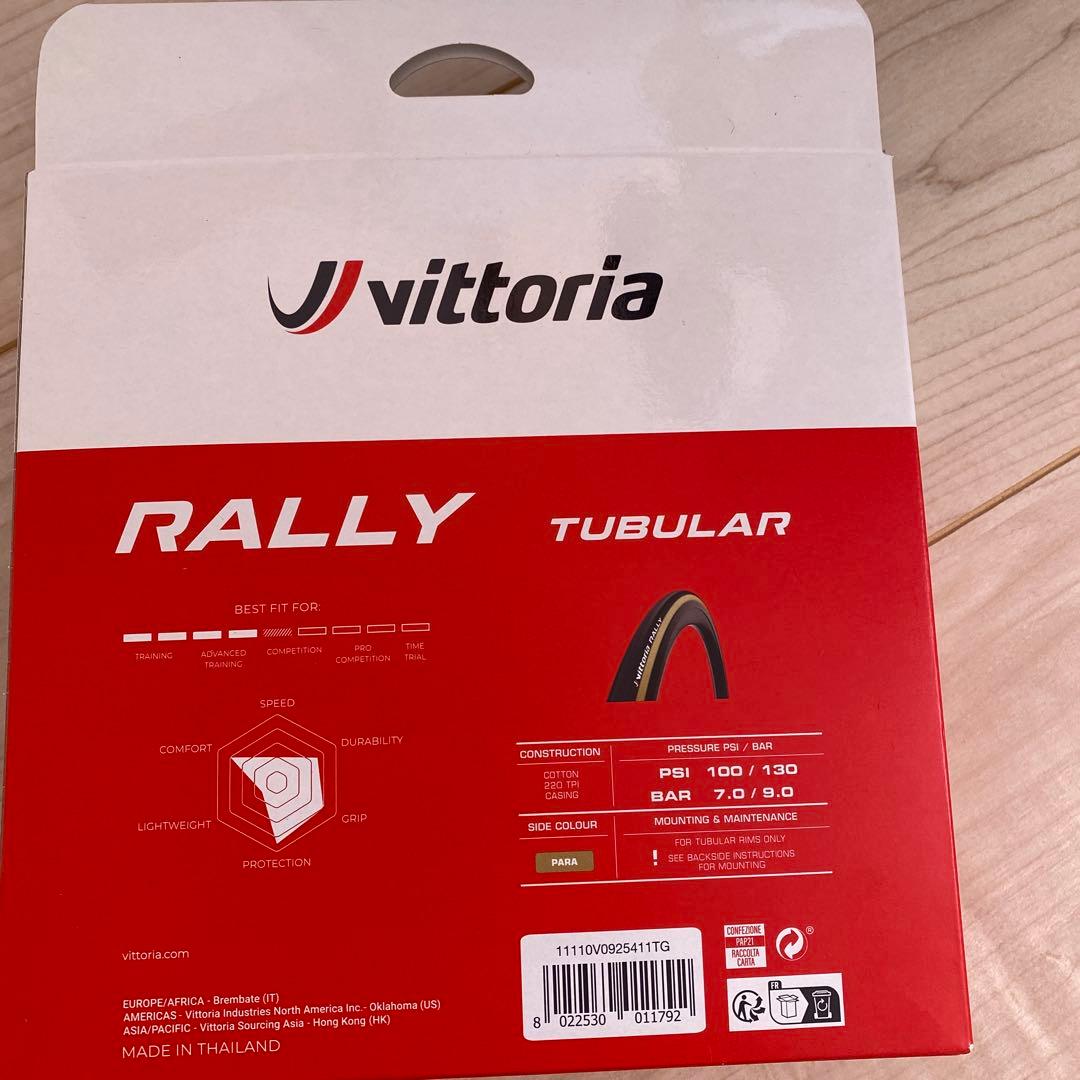 vittoria
RALLY
TUBULAR
BEST FIT FOR:
TRAINING
ADVANCED
TRAINING
COMPETITION
PRO
COMPETITION
TIME
TRIAL
SPEED
COMFORT
DURABILITY
LIGHTWEIGHT
GRIP
PROTECTION
vittoria RALLY
CONSTRUCTION
COTTON
220 TPI
CASING
PRESSURE PSI / BAR
PSI 100 / 130
BAR 7.0 / 9.0
SIDE COLOUR
PARA
MOUNTING & MAINTENANCE
FOR TUBULAR RIMS ONLY
! SEE BACKSIDE INSTRUCTIONS
FOR MOUNTING
vittoria.com
EUROPE/AFRICA - Brembate (IT)
AMERICAS - Vittoria Industries North America Inc.- Oklahoma (US)
ASIA/PACIFIC - Vittoria Sourcing Asia - Hong Kong (HK)
MADE IN THAILAND
11110V0925411TG
8 022530 011792
CONFEZIONE
PAP21
RACCOLTA
CARTA
®
FR